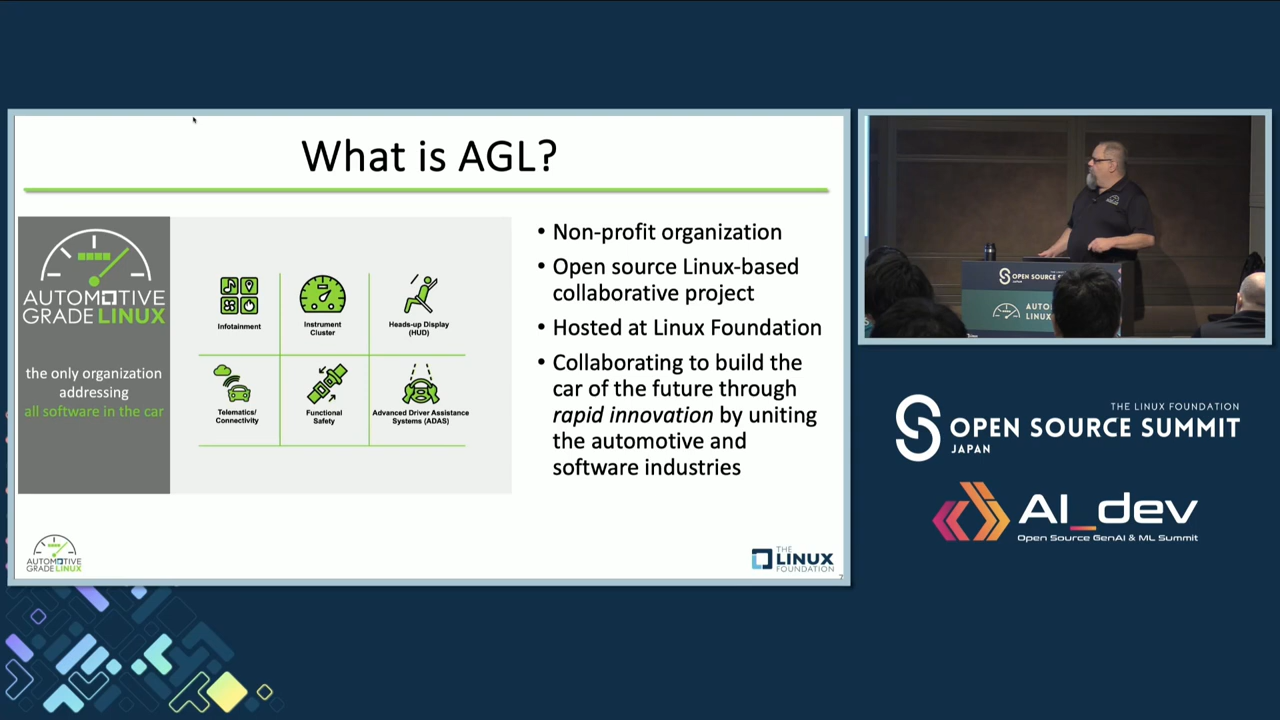 What is AGL?
AUTOMOTIVE
GRADE LINUX
the only organization
addressing
all software in the car
Infotainment
Instrument
Cluster
Heads-up Display
(HUD)
Telematics/
Connectivity
Functional
Safety
Advanced Driver Assistance
Systems (ADAS)
• Non-profit organization
• Open source Linux-based
collaborative project
• Hosted at Linux Foundation
• Collaborating to build the
car of the future through
rapid innovation by uniting
the automotive and
software industries
AUTOMOTIVE
GRADE LINUX
THE
LINUX
FOUNDATION
7
OPEN SOURCE S
JAPAN
AUTO
LINUX
THE LINUX FOUNDATION
OPEN SOURCE SUMMIT
JAPAN
AI_dev
Open Source GenAI & ML Summit